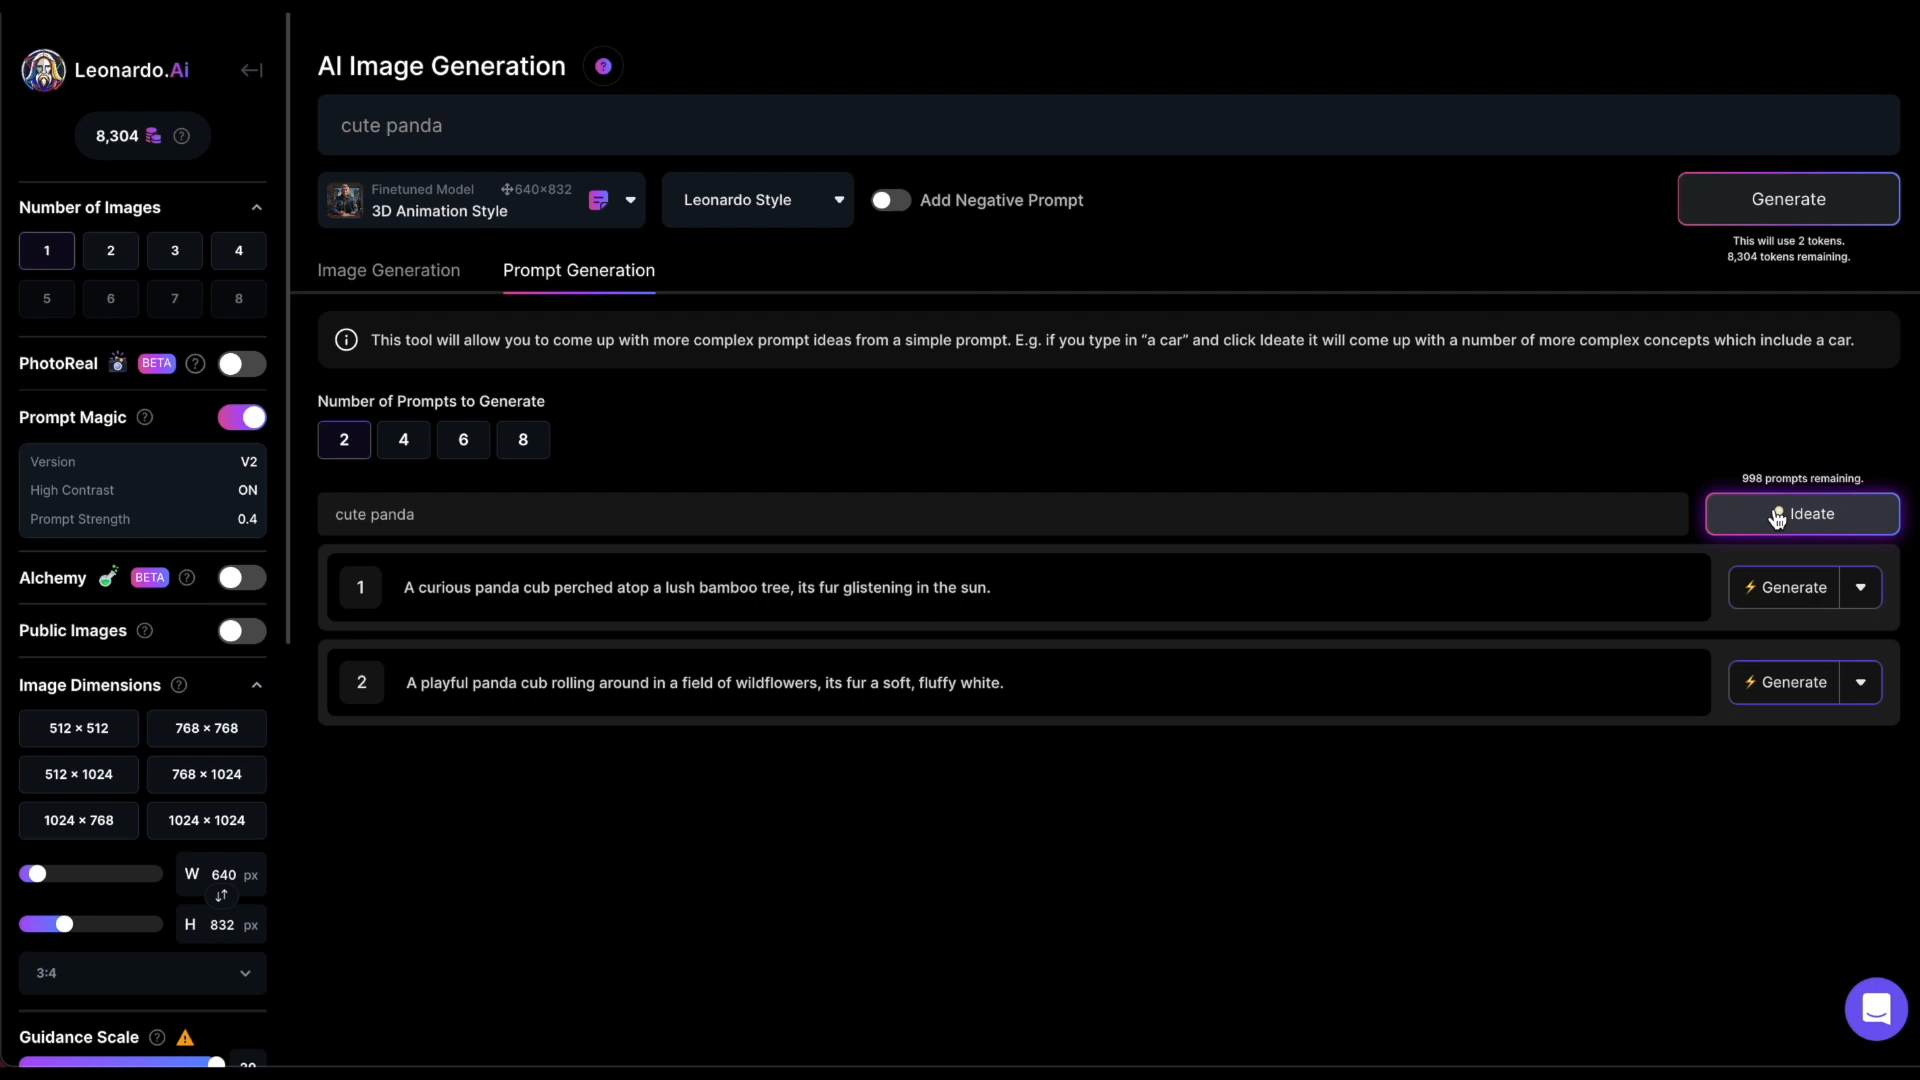 Leonardo.Ai
8,304
Number of Images
1 2 3 4
5 6 7 8
PhotoReal BETA
Prompt Magic
Version V2
High Contrast ON
Prompt Strength 0.4
Alchemy BETA
Public Images
Image Dimensions
512 × 512 768 × 768
512 × 1024 768 × 1024
1024 × 768 1024 × 1024
W 640 px
H 832 px
3:4
Guidance Scale
AI Image Generation
cute panda
Finetuned Model 640×832
3D Animation Style
Leonardo Style
Add Negative Prompt
Generate
This will use 2 tokens.
8,304 tokens remaining.
Image Generation Prompt Generation
This tool will allow you to come up with more complex prompt ideas from a simple prompt. E.g. if you type in “a car” and click Ideate it will come up with a number of more complex concepts which include a car.
Number of Prompts to Generate
2 4 6 8
998 prompts remaining.
cute panda
Ideate
1 A curious panda cub perched atop a lush bamboo tree, its fur glistening in the sun. Generate
2 A playful panda cub rolling around in a field of wildflowers, its fur a soft, fluffy white. Generate